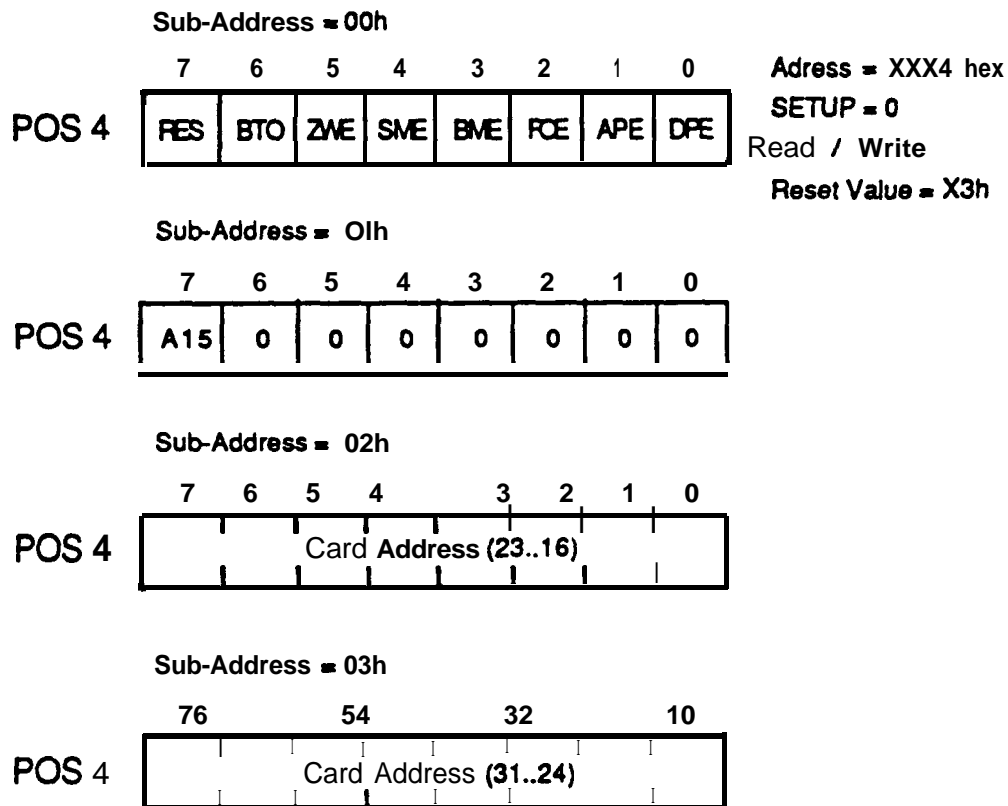 Sub-Address = 00h
7 6 5 4 3 2 1 0
Adress = XXX4 hex
SETUP = 0
POS 4 RES BTO ZWE SME BME FCE APE DPE
Read / Write
Reset Value = X3h
Sub-Address = OIh
7 6 5 4 3 2 1 0
POS 4 A15 0 0 0 0 0 0 0
Sub-Address = 02h
7 6 5 4 3 2 1 0
POS 4 Card Address (23..16)
Sub-Address = 03h
76 54 32 10
POS 4 Card Address (31..24)